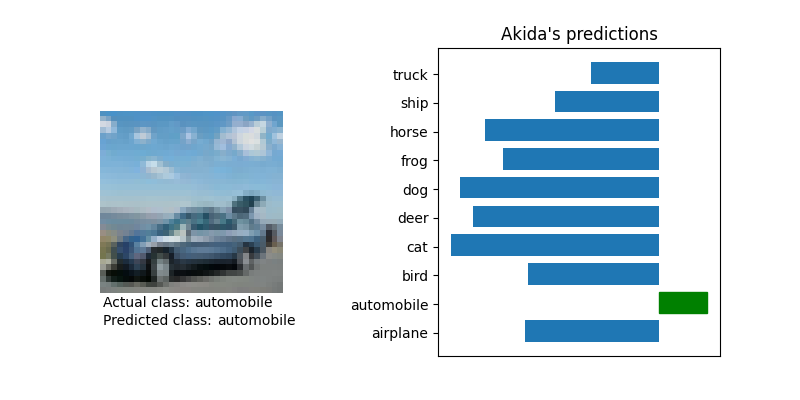 Akida's predictions
truck
ship
horse
frog
dog
deer
cat
bird
automobile
airplane
Actual class: automobile
Predicted class: automobile